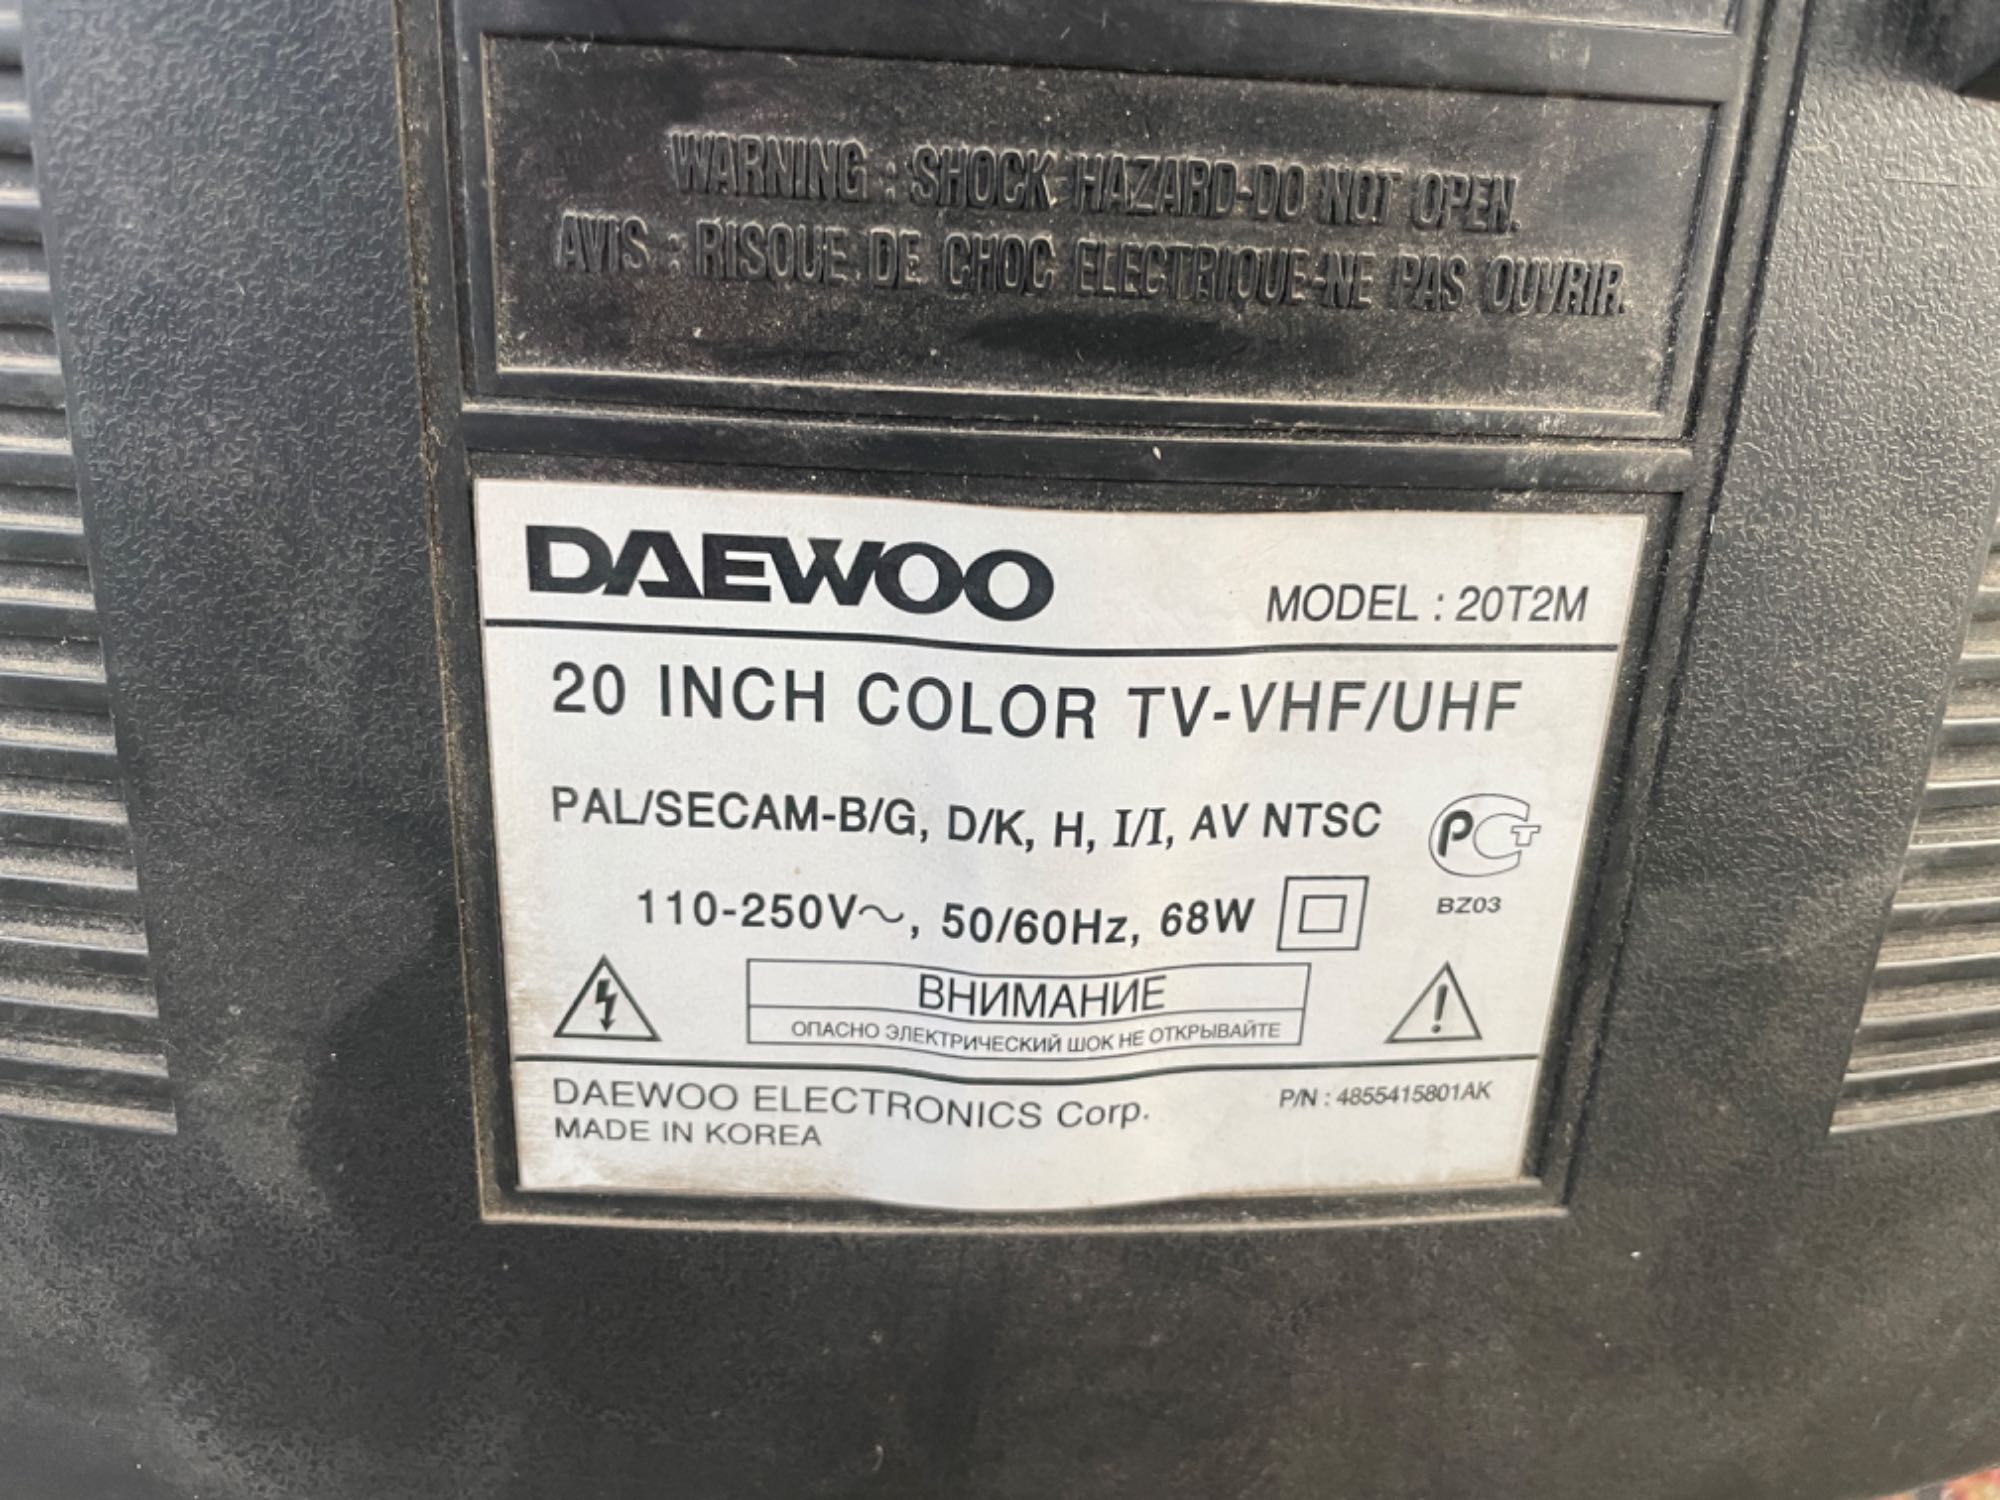 WARNING : SHOCK HAZARD-DO NOT OPEN.
AVIS : RISQUE DE CHOC ELECTRIQUE-NE PAS OUVRIR.
DAEWOO
MODEL : 20T2M
20 INCH COLOR TV-VHF/UHF
PAL/SECAM-B/G, D/K, H, I/I, AV NTSC
PCT
110-250V~, 50/60Hz, 68W
BZ03
ВНИМАНИЕ
ОПАСНО ЭЛЕКТРИЧЕСКИЙ ШОК НЕ ОТКРЫВАЙТЕ
DAEWOO ELECTRONICS Corp.
P/N : 4855415801AK
MADE IN KOREA